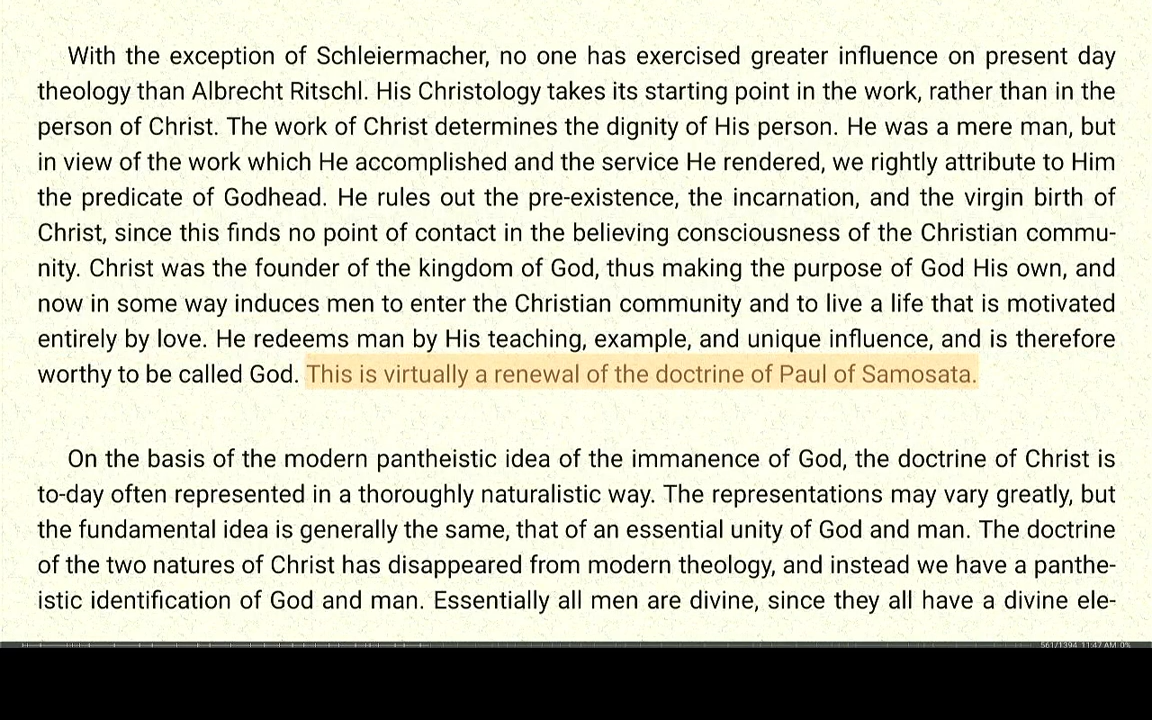 With the exception of Schleiermacher, no one has exercised greater influence on present day
theology than Albrecht Ritschl. His Christology takes its starting point in the work, rather than in the
person of Christ. The work of Christ determines the dignity of His person. He was a mere man, but
in view of the work which He accomplished and the service He rendered, we rightly attribute to Him
the predicate of Godhead. He rules out the pre-existence, the incarnation, and the virgin birth of
Christ, since this finds no point of contact in the believing consciousness of the Christian commu-
nity. Christ was the founder of the kingdom of God, thus making the purpose of God His own, and
now in some way induces men to enter the Christian community and to live a life that is motivated
entirely by love. He redeems man by His teaching, example, and unique influence, and is therefore
worthy to be called God. This is virtually a renewal of the doctrine of Paul of Samosata.
On the basis of the modern pantheistic idea of the immanence of God, the doctrine of Christ is
to-day often represented in a thoroughly naturalistic way. The representations may vary greatly, but
the fundamental idea is generally the same, that of an essential unity of God and man. The doctrine
of the two natures of Christ has disappeared from modern theology, and instead we have a panthe-
istic identification of God and man. Essentially all men are divine, since they all have a divine ele-
561/1394 11:47 AM 0%